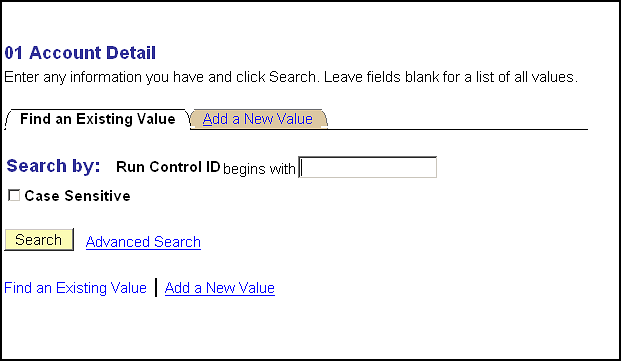 01 Account Detail
Enter any information you have and click Search. Leave fields blank for a list of all values.
Find an Existing Value Add a New Value
Search by: Run Control ID begins with
Case Sensitive
Search Advanced Search
Find an Existing Value | Add a New Value